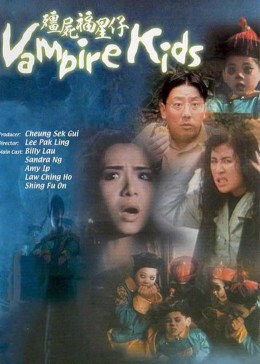 殭屍福星仔
Vampire Kids
Producer: Cheung Sek Gui
Director: Lee Pak Ling
Main Cast: Billy Lau
Sandra Ng
Amy Ip
Law Ching Ho
Shing Fu On